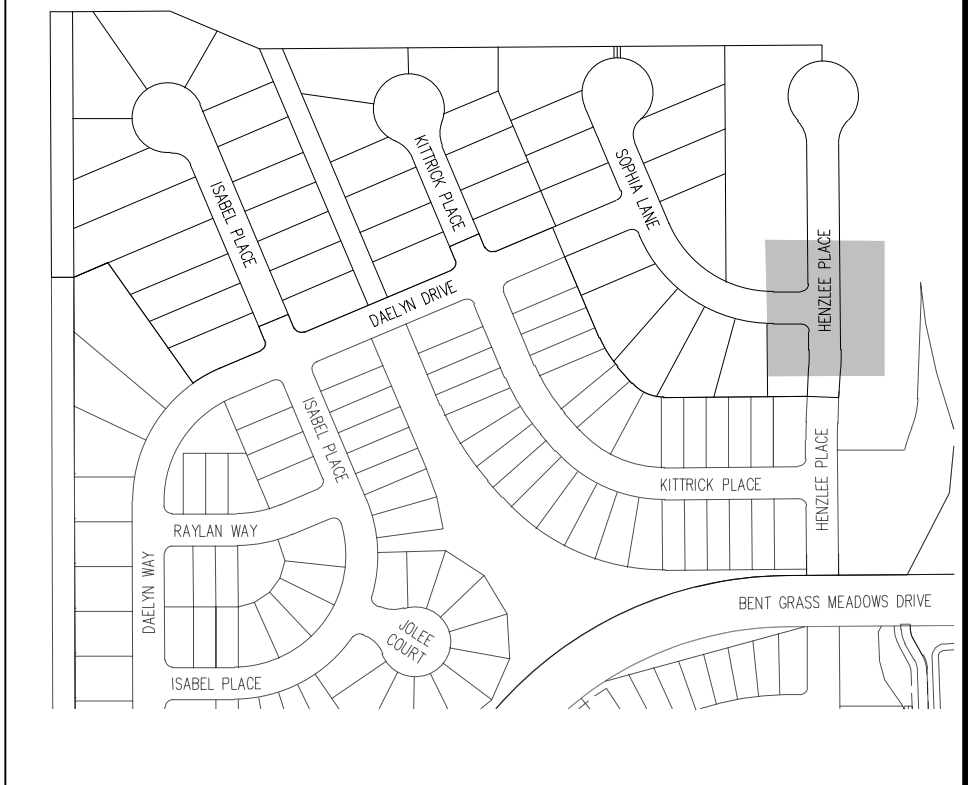 KITTRICK PLACE
SOPHIA LANE
ISABEL PLACE
HENZLEE PLACE
DAELYN DRIVE
ISABEL PLACE
HENZLEE PLACE
KITTRICK PLACE
RAYLAN WAY
DAELYN WAY
BENT GRASS MEADOWS DRIVE
JOLEE
COURT
ISABEL PLACE